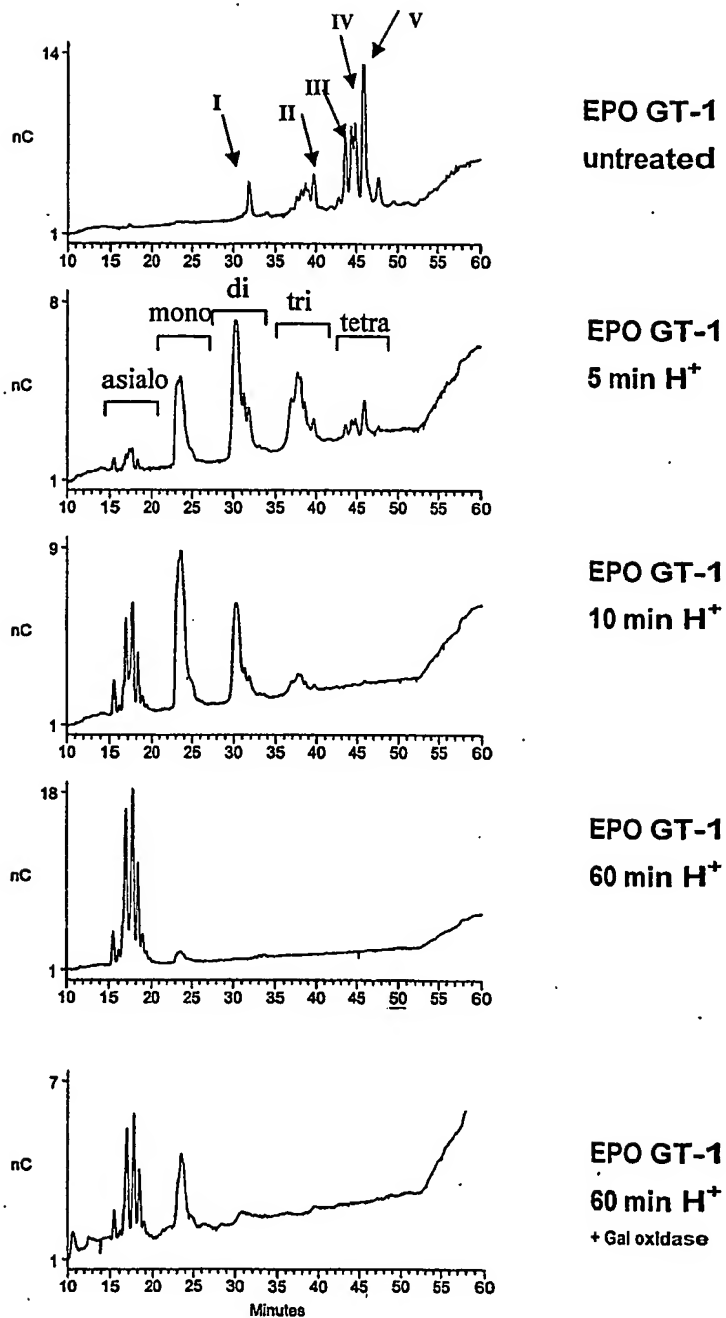 14
nC
1
I
II
III
IV
V
10 15 20 25 30 35 40 45 50 55 60
EPO GT-1
untreated
8
nC
1
asialo
mono
di
tri
tetra
10 15 20 25 30 35 40 45 50 55 60
EPO GT-1
5 min H+
9
nC
1
10 15 20 25 30 35 40 45 50 55 60
EPO GT-1
10 min H+
18
nC
1
10 15 20 25 30 35 40 45 50 55 60
EPO GT-1
60 min H+
7
nC
1
10 15 20 25 30 35 40 45 50 55 60
Minutes
EPO GT-1
60 min H+
+ Gal oxidase